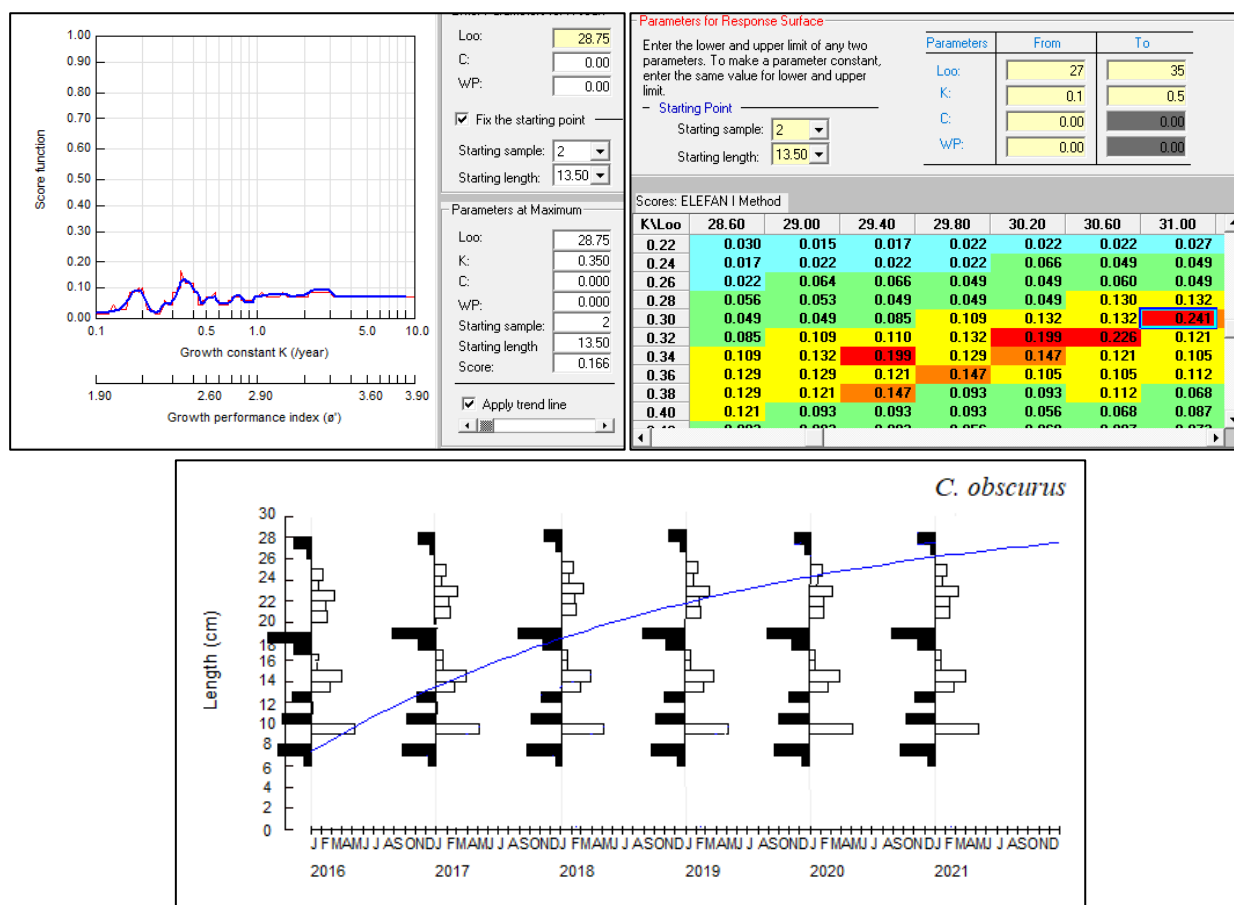 1.00
0.90
0.80
0.70
0.60
0.50
0.40
0.30
0.20
0.10
0.00
Score function
0.1 0.5 1.0 5.0 10.0
Growth constant K (/year)
1.90 2.60 2.90 3.60 3.90
Growth performance index (ø')
Loo: 28.75
C: 0.00
WP: 0.00
Fix the starting point
Starting sample: 2
Starting length: 13.50
Parameters at Maximum
Loo: 28.75
K: 0.350
C: 0.000
WP: 0.000
Starting sample 2
Starting length 13.50
Score: 0.166
Apply trend line
Parameters for Response Surface
Enter the lower and upper limit of any two
parameters. To make a parameter constant,
enter the same value for lower and upper
limit.
Starting Point
Starting sample: 2
Starting length: 13.50
Parameters From To
Loo: 27 35
K: 0.1 0.5
C: 0.00 0.00
WP: 0.00 0.00
Scores: ELEFAN I Method
K\Loo 28.60 29.00 29.40 29.80 30.20 30.60 31.00
0.22 0.030 0.015 0.017 0.022 0.022 0.022 0.027
0.24 0.017 0.022 0.022 0.022 0.066 0.049 0.049
0.26 0.022 0.064 0.066 0.049 0.049 0.060 0.049
0.28 0.056 0.053 0.049 0.049 0.049 0.130 0.132
0.30 0.049 0.049 0.085 0.109 0.132 0.132 0.241
0.32 0.085 0.109 0.110 0.132 0.199 0.226 0.121
0.34 0.109 0.132 0.199 0.129 0.147 0.121 0.105
0.36 0.129 0.129 0.121 0.147 0.105 0.105 0.112
0.38 0.129 0.121 0.147 0.093 0.093 0.112 0.068
0.40 0.121 0.093 0.093 0.093 0.056 0.068 0.087
C. obscurus
30
28
26
24
22
20
18
16
14
12
10
8
6
4
2
0
Length (cm)
J FMAMJ J ASOND J FMAMJ J ASOND J FMAMJ J ASOND J FMAMJ J ASOND J FMAMJ J ASOND J FMAMJ J ASOND
2016 2017 2018 2019 2020 2021